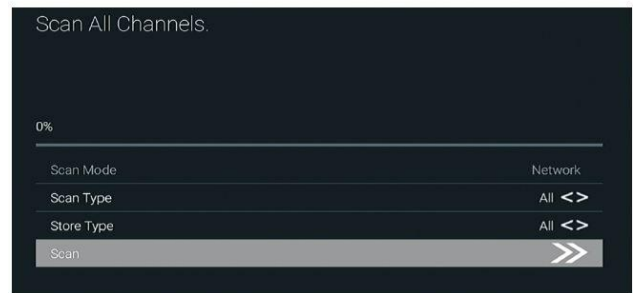 Scan All Channels.
0%
Scan Mode Network
Scan Type All <>
Store Type All <>
Scan